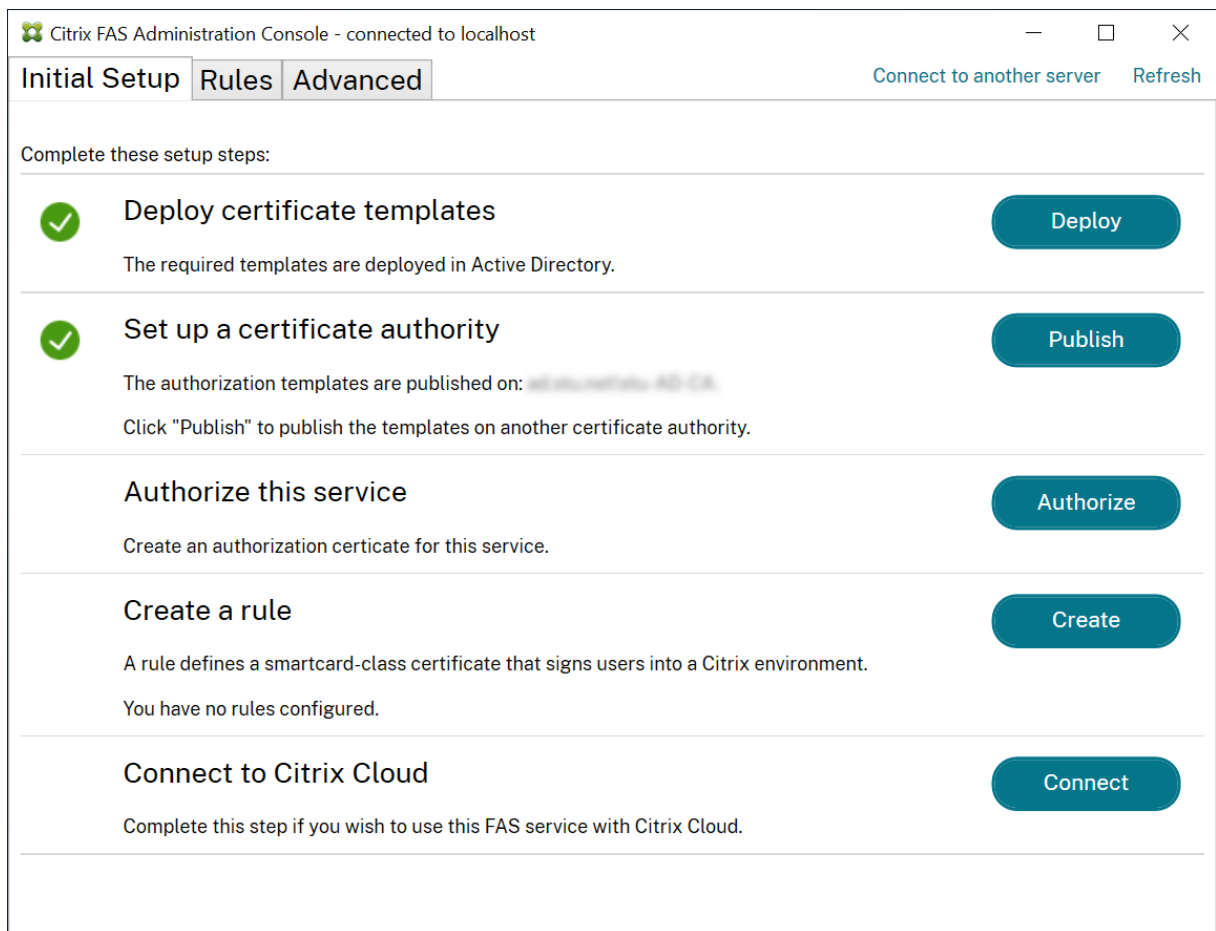 Citrix FAS Administration Console - connected to localhost
Initial Setup Rules Advanced Connect to another server Refresh
Complete these setup steps:
Deploy certificate templates
Deploy
The required templates are deployed in Active Directory.
Set up a certificate authority
Publish
The authorization templates are published on:
Click "Publish" to publish the templates on another certificate authority.
Authorize this service
Authorize
Create an authorization certicate for this service.
Create a rule
Create
A rule defines a smartcard-class certificate that signs users into a Citrix environment.
You have no rules configured.
Connect to Citrix Cloud
Connect
Complete this step if you wish to use this FAS service with Citrix Cloud.